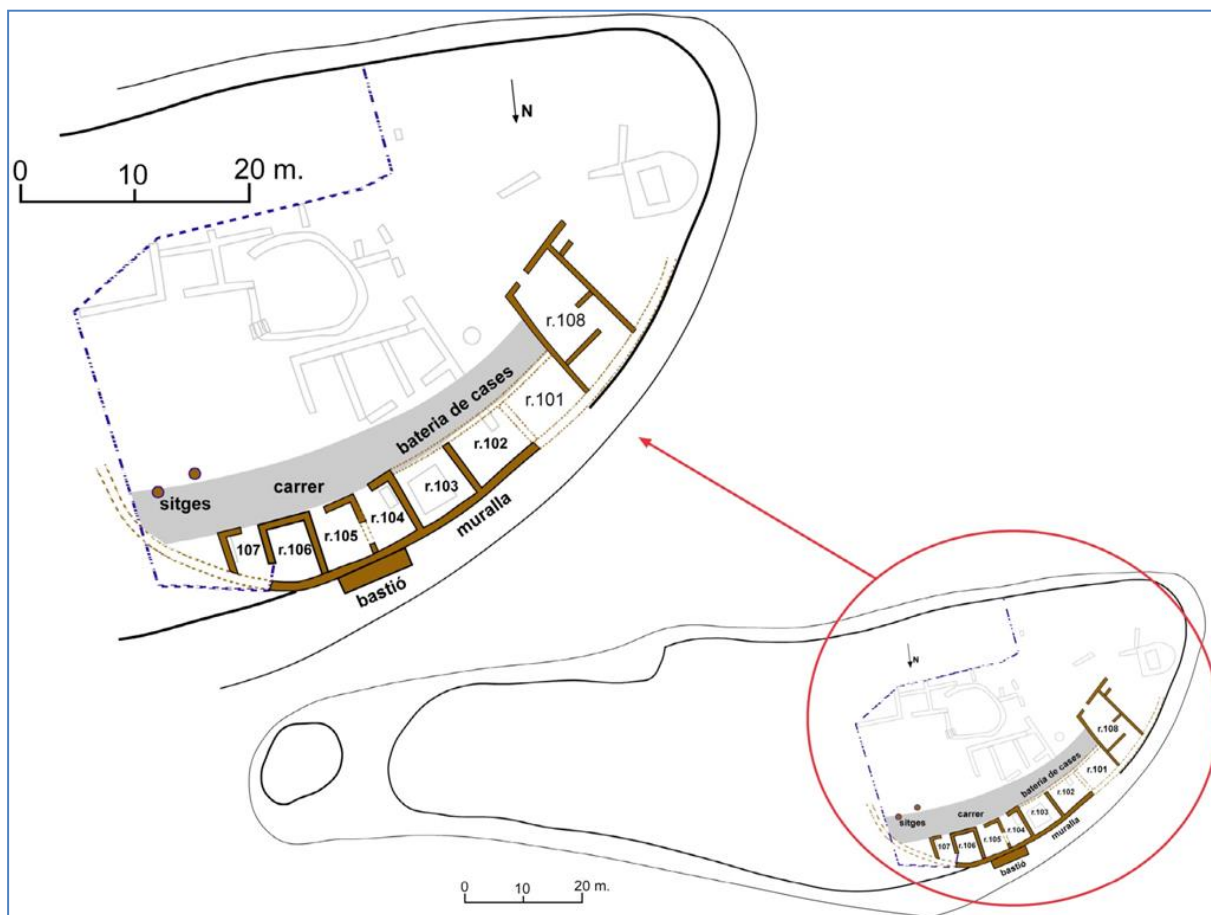 N
0 10 20 m.
r.108
r.101
bateria de cases
r.102
r.103
carrer
sitges
r.104
muralla
r.105
107
r.106
bastió
N
r.108
r.101
bateria de cases
r.102
r.103
carrer
sitges
r.104
muralla
r.105
107
r.106
bastió
0 10 20 m.